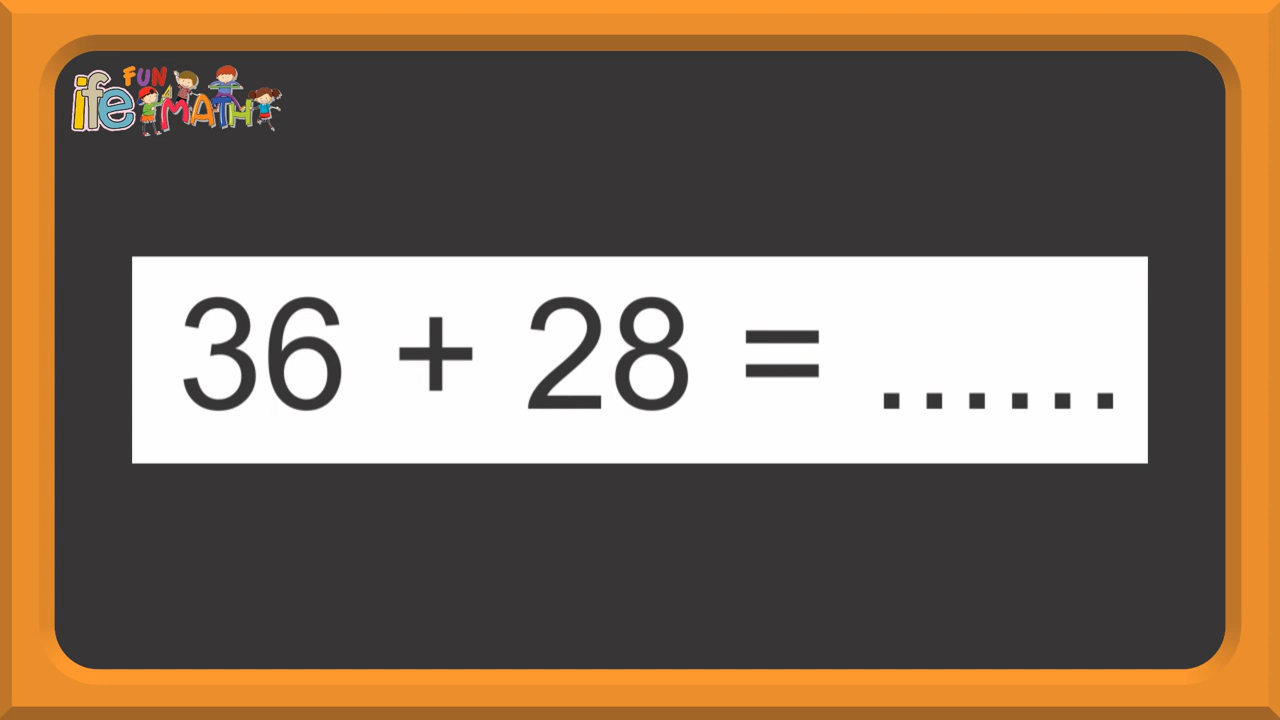 ife FUN MATH
36 + 28 = ......